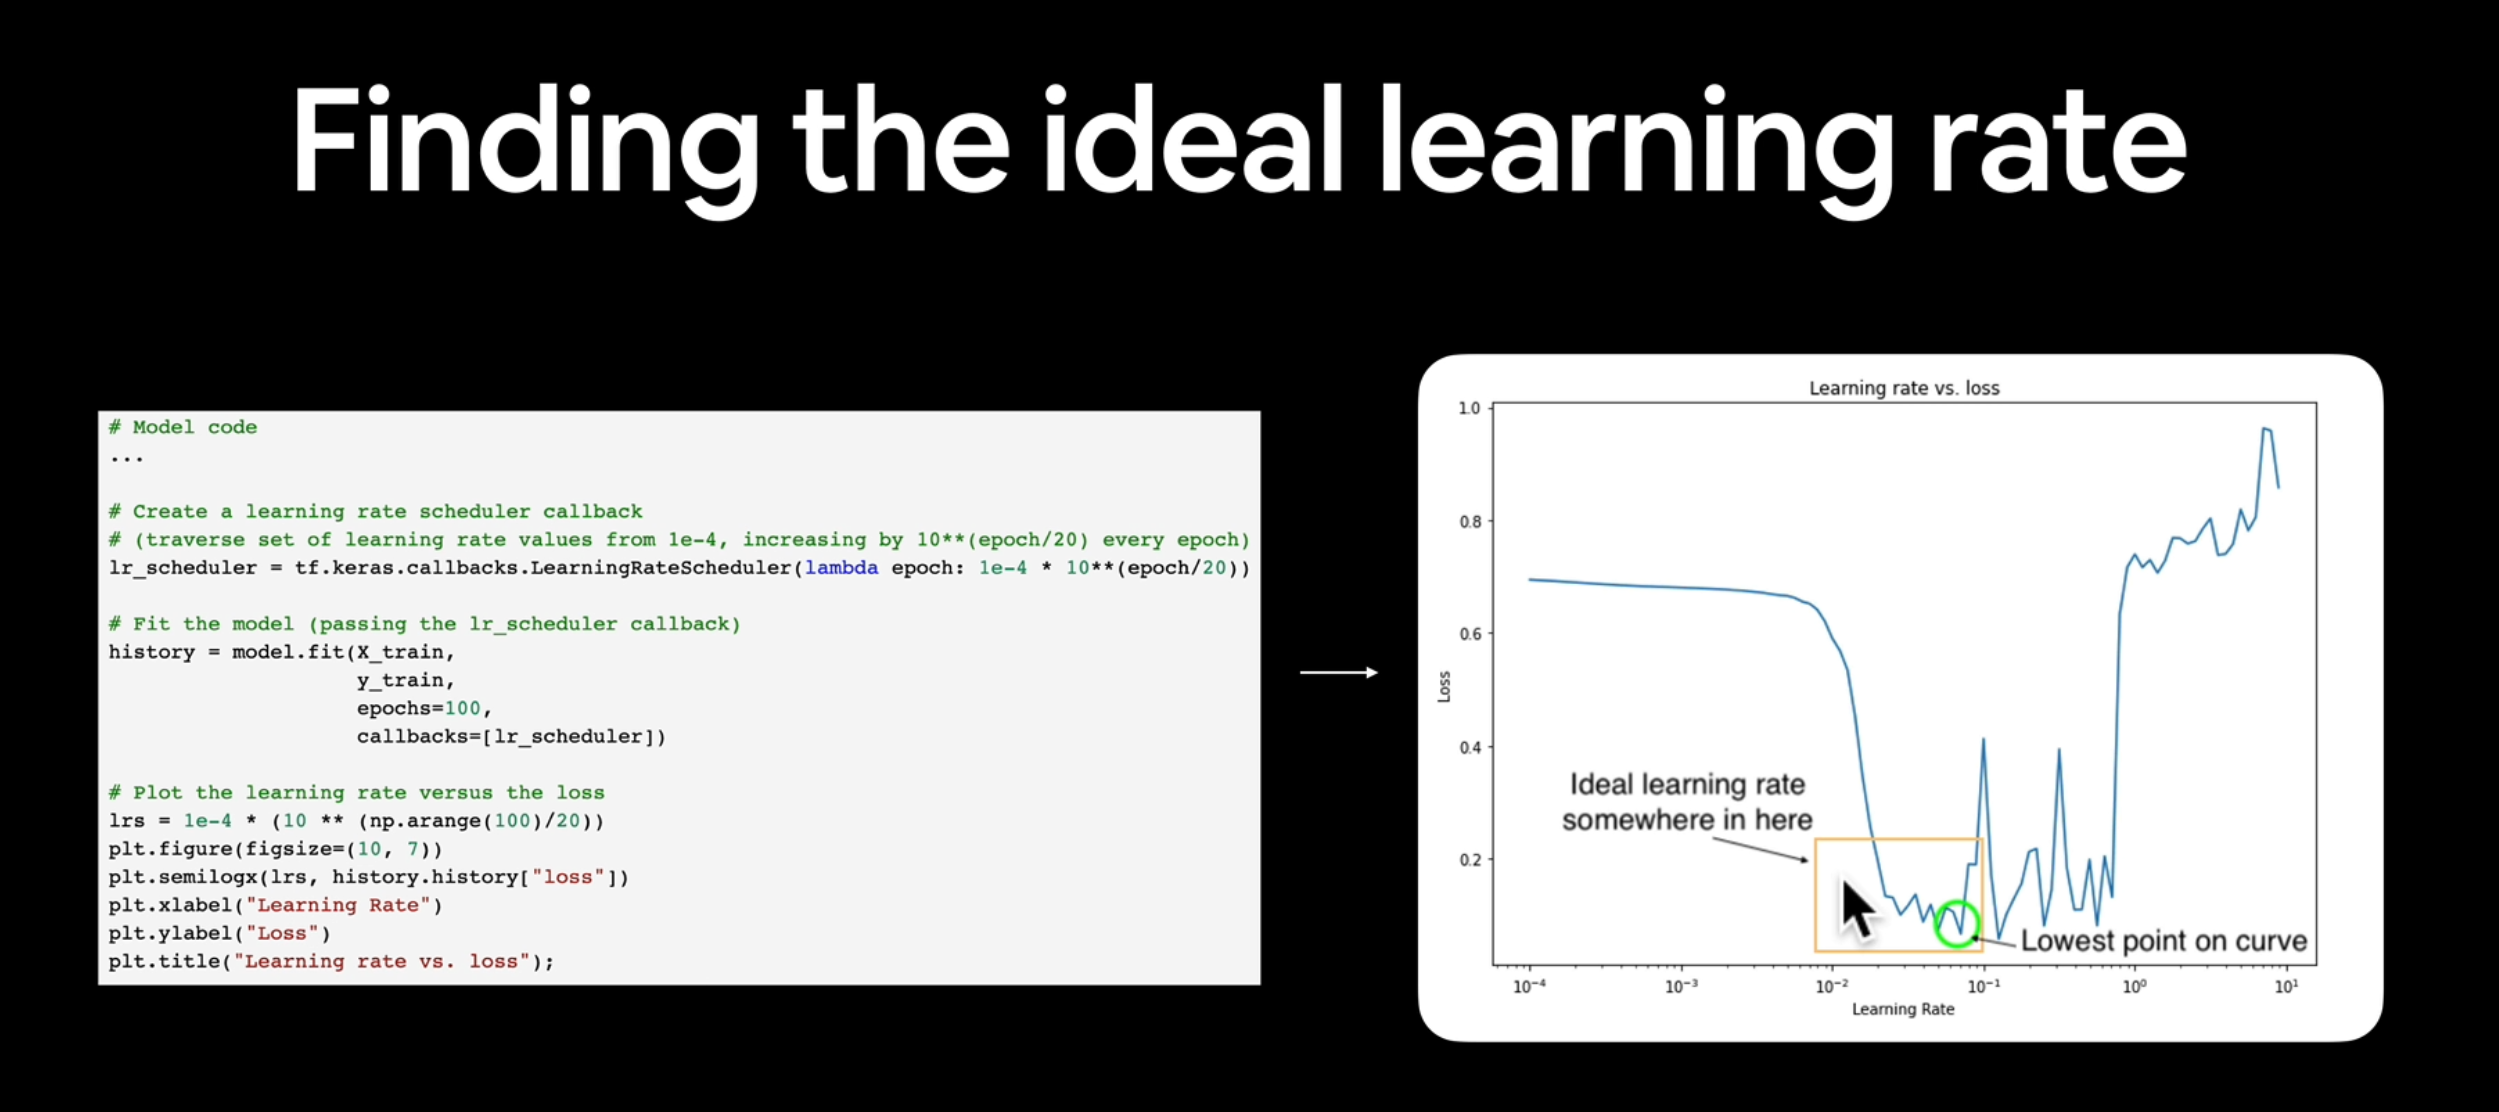 Finding the ideal learning rate
# Model code
...
# Create a learning rate scheduler callback
# (traverse set of learning rate values from 1e-4, increasing by 10**(epoch/20) every epoch)
lr_scheduler = tf.keras.callbacks.LearningRateScheduler(lambda epoch: 1e-4 * 10**(epoch/20))
# Fit the model (passing the lr_scheduler callback)
history = model.fit(X_train,
y_train,
epochs=100,
callbacks=[lr_scheduler])
# Plot the learning rate versus the loss
lrs = 1e-4 * (10 ** (np.arange(100)/20))
plt.figure(figsize=(10, 7))
plt.semilogx(lrs, history.history["loss"])
plt.xlabel("Learning Rate")
plt.ylabel("Loss")
plt.title("Learning rate vs. loss");
Learning rate vs. loss
1.0
0.8
0.6
0.4
0.2
Loss
Ideal learning rate
somewhere in here
Lowest point on curve
10⁻⁴ 10⁻³ 10⁻² 10⁻¹ 10⁰ 10¹
Learning Rate